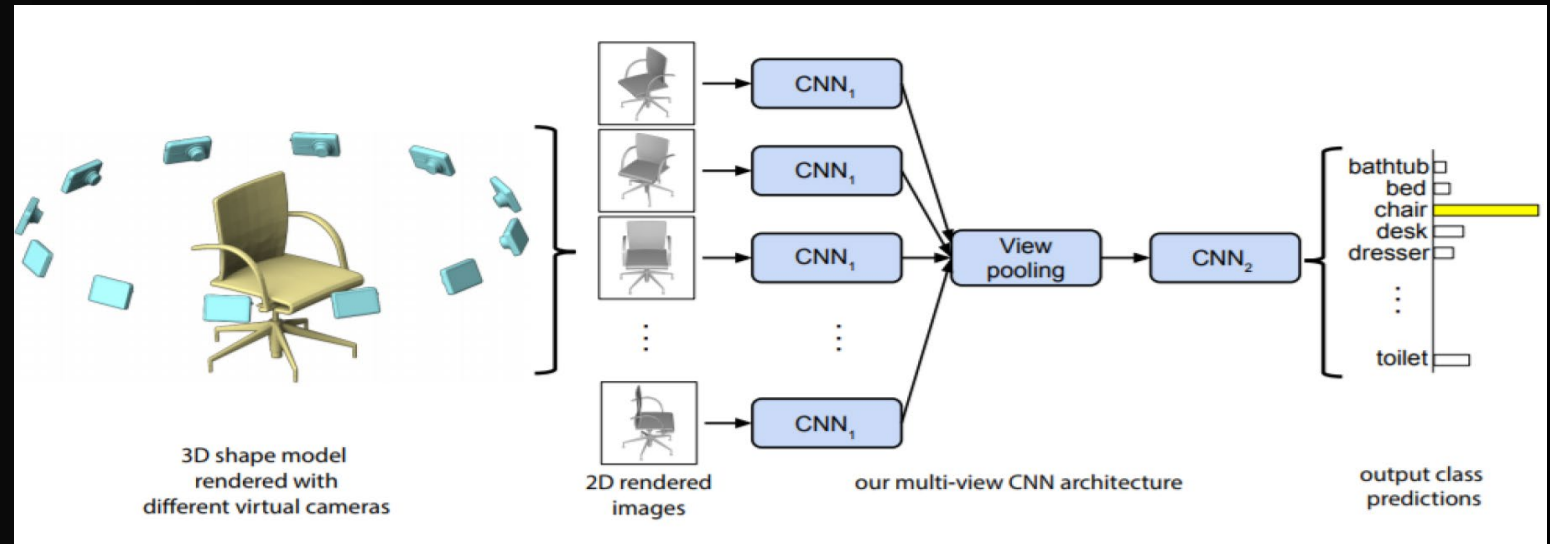 CNN₁
CNN₁
CNN₁
CNN₁
View
pooling
CNN₂
bathtub
bed
chair
desk
dresser
toilet
3D shape model
rendered with
different virtual cameras
2D rendered
images
our multi-view CNN architecture
output class
predictions